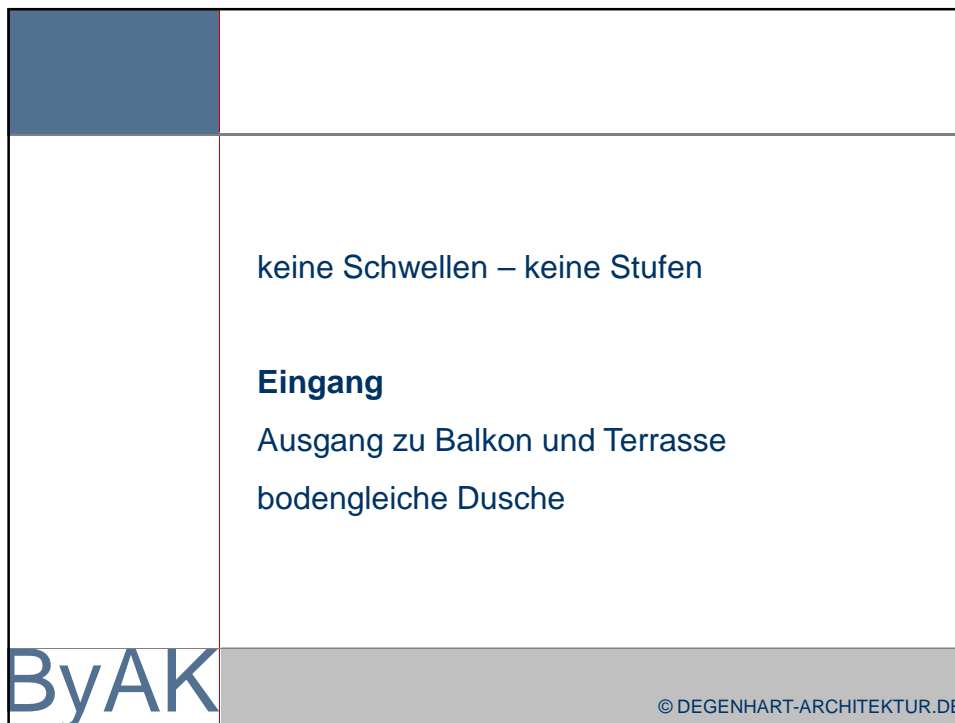 keine Schwellen – keine Stufen
Eingang
Ausgang zu Balkon und Terrasse
bodengleiche Dusche
ByAK
© DEGENHART-ARCHITEKTUR.DE